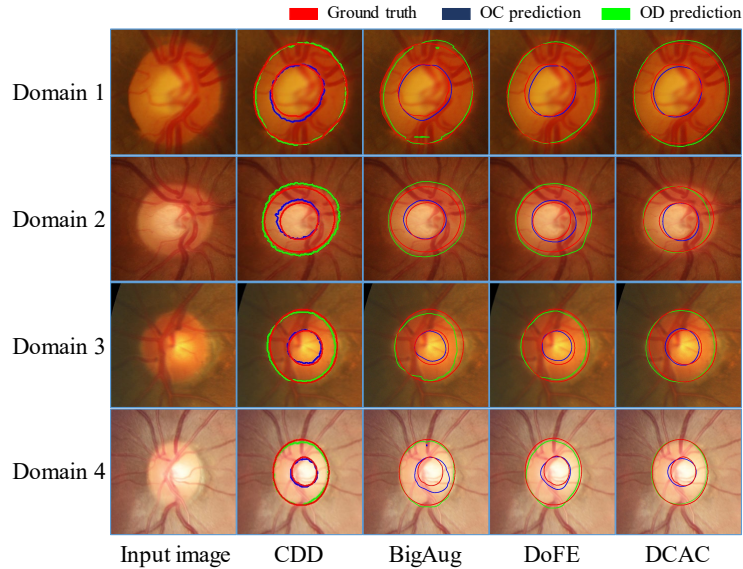 Ground truth OC prediction OD prediction
Domain 1
Domain 2
Domain 3
Domain 4
Input image CDD BigAug DoFE DCAC